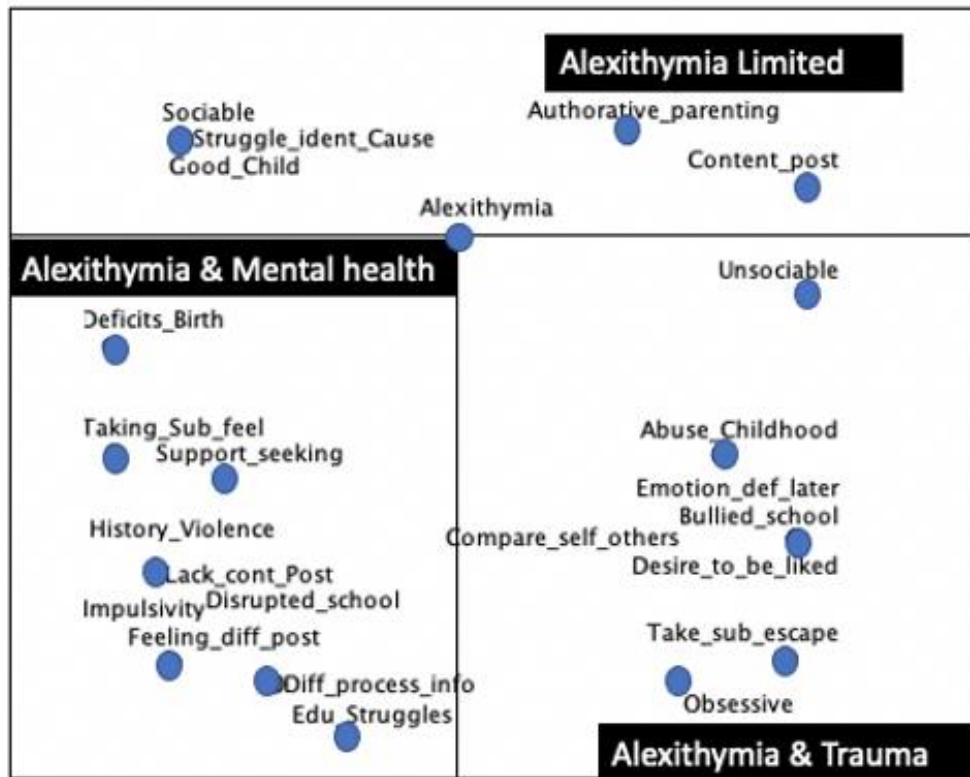 Alexithymia Limited
Sociable
Authorative_parenting
Struggle_ident_Cause
Good_Child
Content_post
Alexithymia
Alexithymia & Mental health
Unsociable
Deficits_Birth
Taking_Sub_feel
Support_seeking
Abuse_Childhood
Emotion_def_later
Bullied_school
History_Violence
Compare_self_others
Desire_to_be_liked
Lack_cont_Post
Disrupted_school
Impulsivity
Feeling_diff_post
Take_sub_escape
Diff_process_info
Edu_Struggles
Obsessive
Alexithymia & Trauma